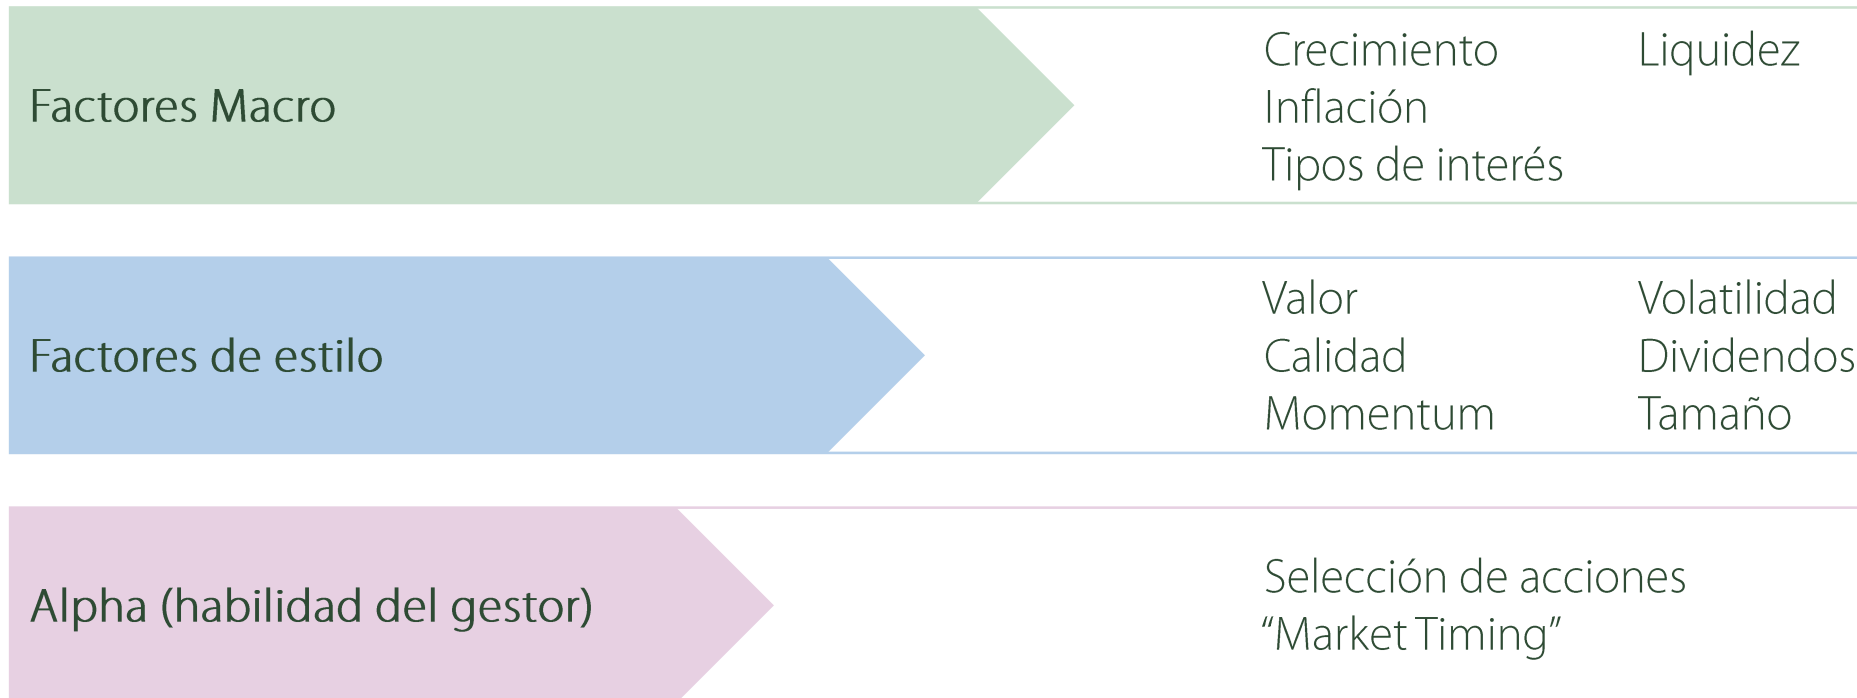 Factores Macro
Crecimiento
Liquidez
Inflación
Tipos de interés
Factores de estilo
Valor
Calidad
Momentum
Volatilidad
Dividendos
Tamaño
Alpha (habilidad del gestor)
Selección de acciones
“Market Timing”